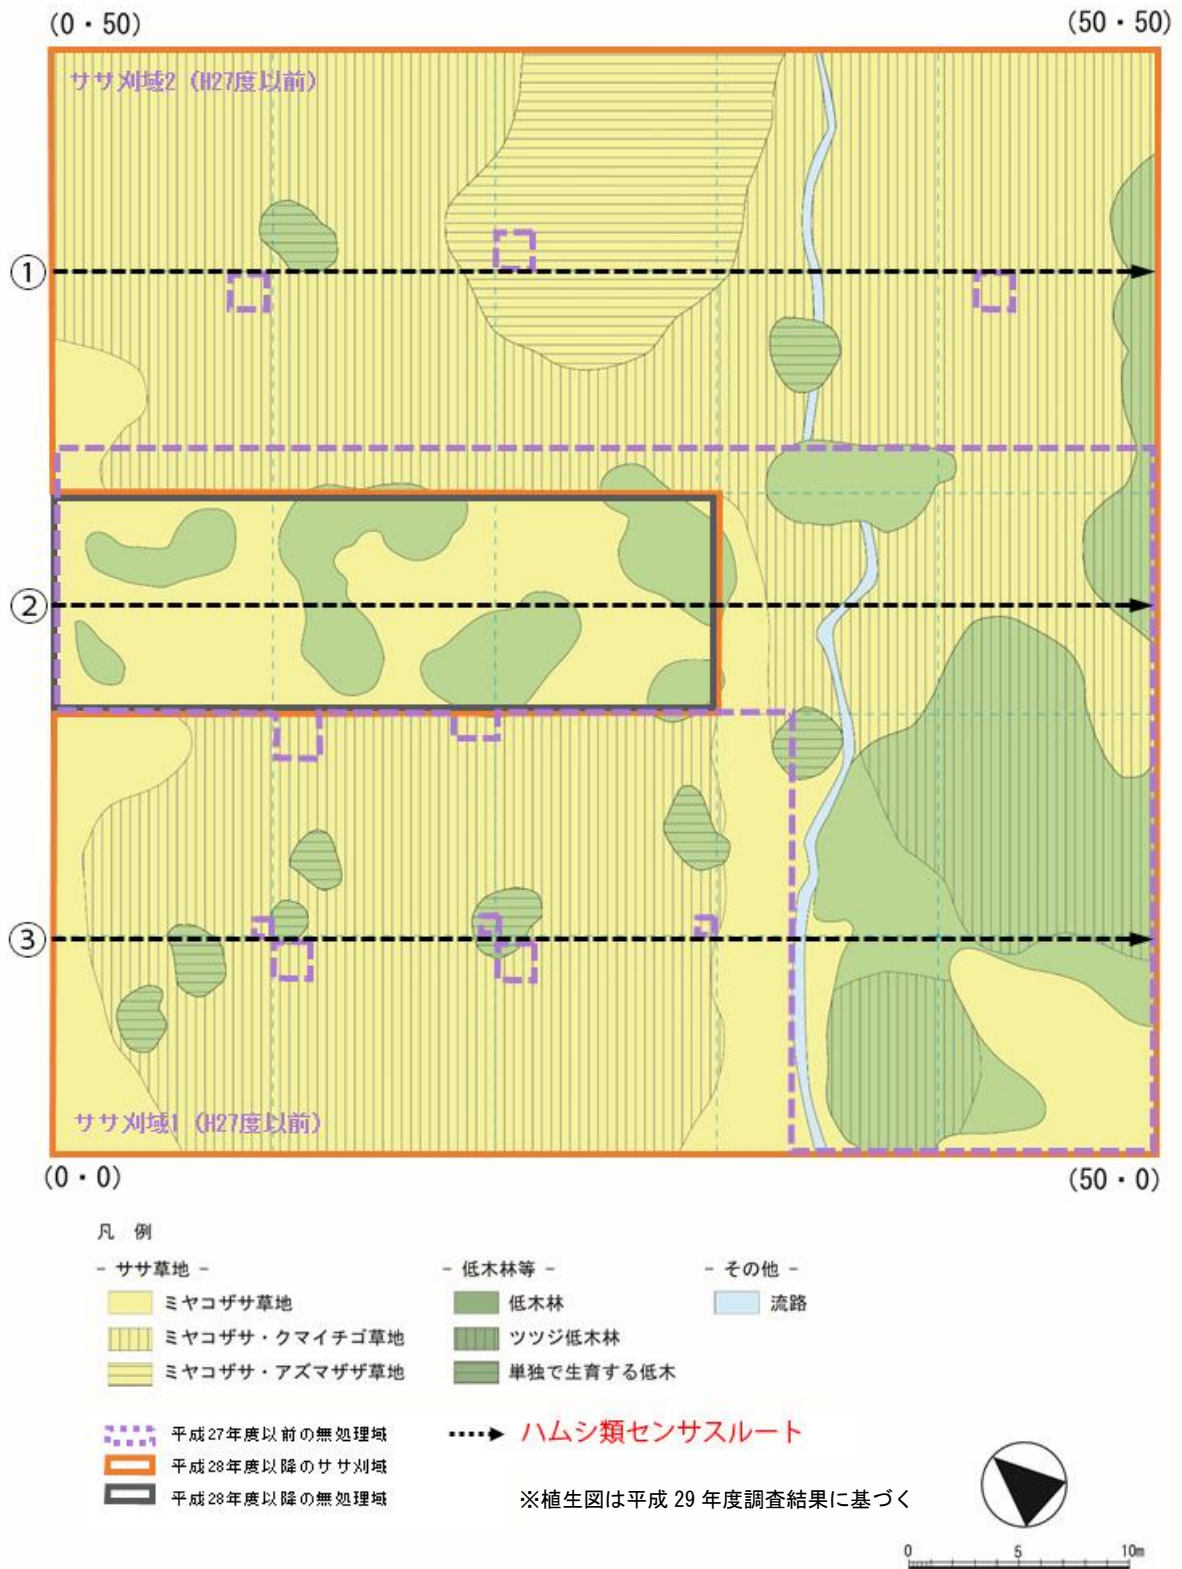 (0・50)
(50・50)
ササ刈域2 (H27度以前)
①
②
③
ササ刈域1 (H27度以前)
(0・0)
(50・0)
凡 例
- ササ草地 -
- 低木林等 -
- その他 -
ミヤコザサ草地
低木林
流路
ミヤコザサ・クマイチゴ草地
ツツジ低木林
ミヤコザサ・アズマザサ草地
単独で生育する低木
平成27年度以前の無処理域
ハムシ類センサスルート
平成28年度以降のササ刈域
平成28年度以降の無処理域
※植生図は平成 29 年度調査結果に基づく
0 5 10m